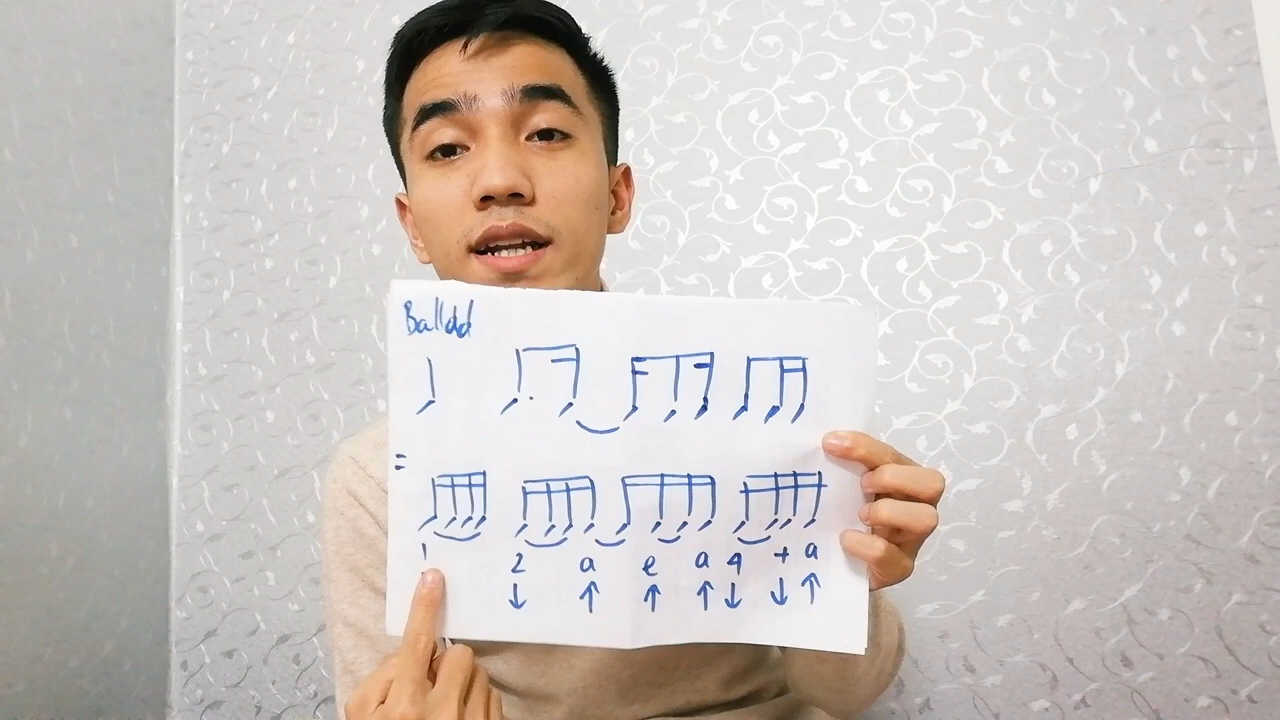 Ballad
=
1 2 a e a 4 + a
↓ ↑ ↑ ↑ ↓ ↓ ↑